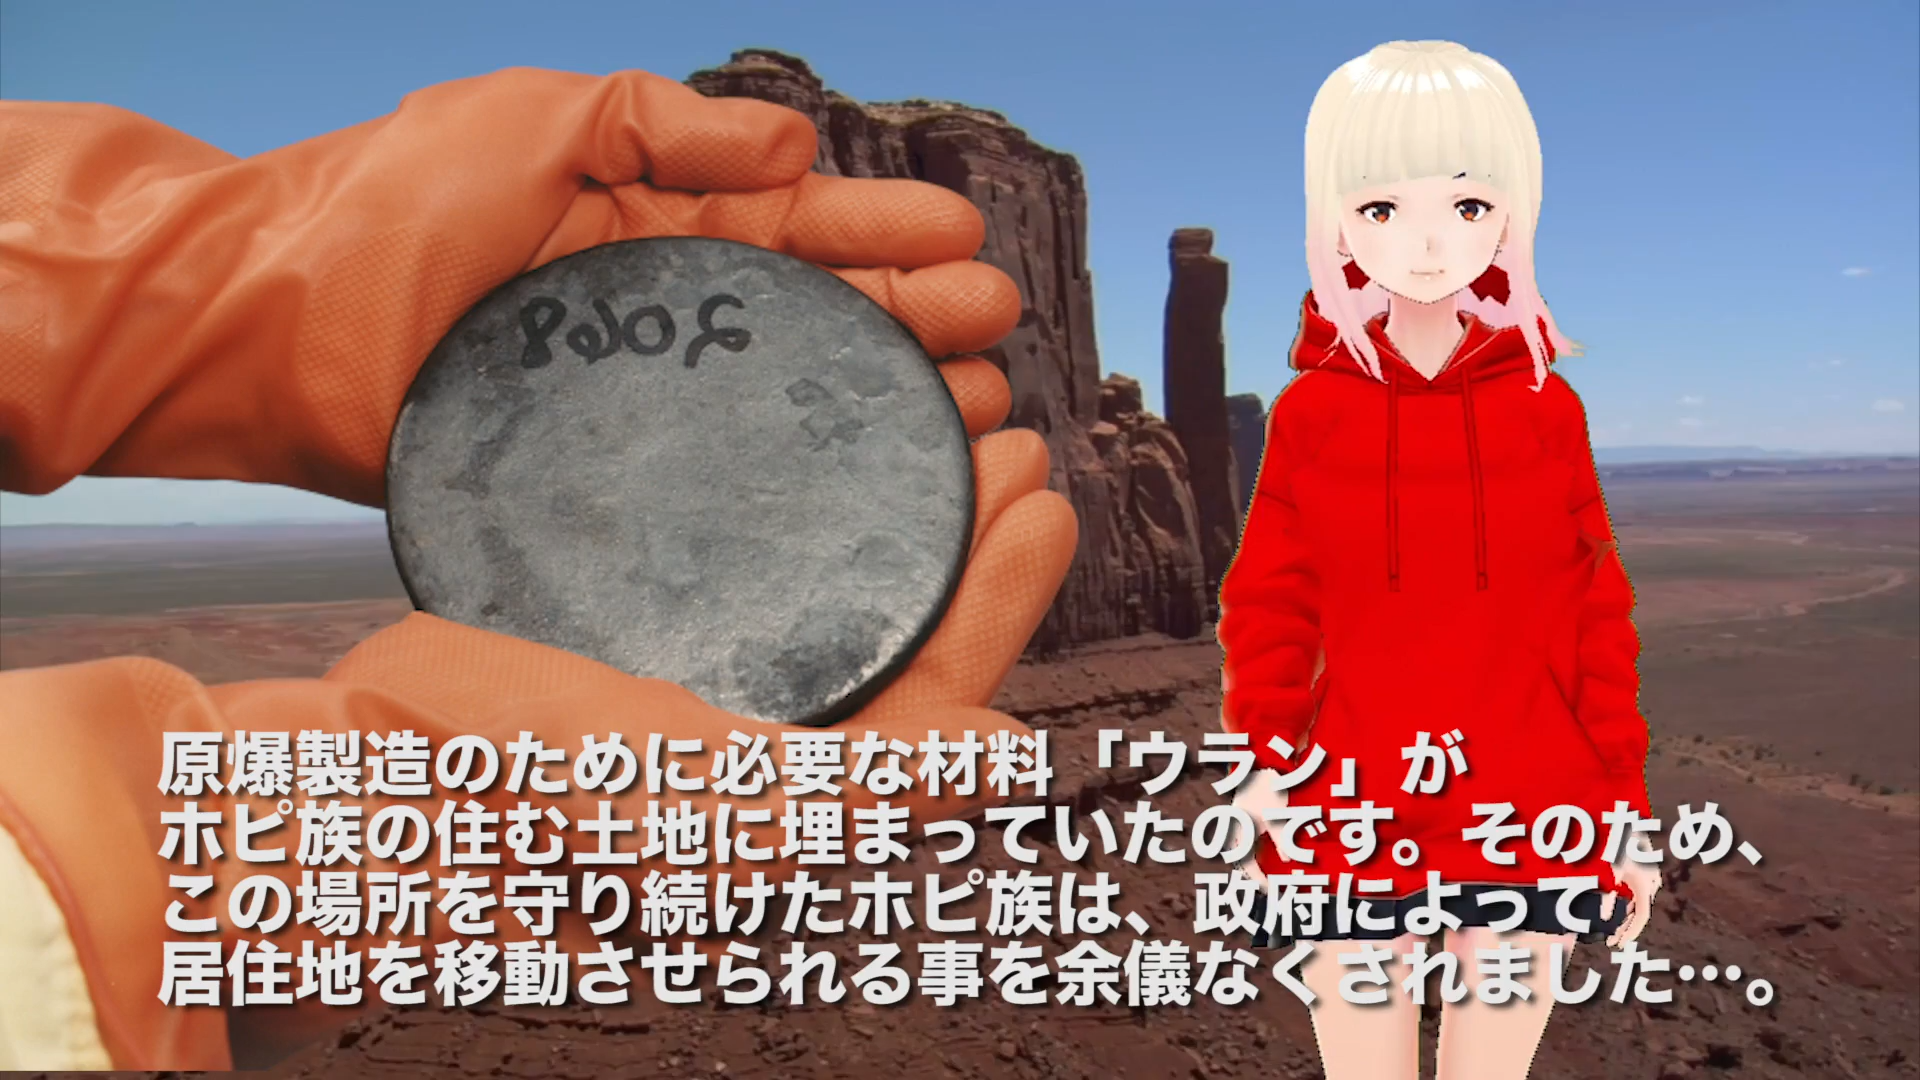 原爆製造のために必要な材料「ウラン」が
ホピ族の住む土地に埋まっていたのです。そのため、
この場所を守り続けたホピ族は、政府によって
居住地を移動させられる事を余儀なくされました…。